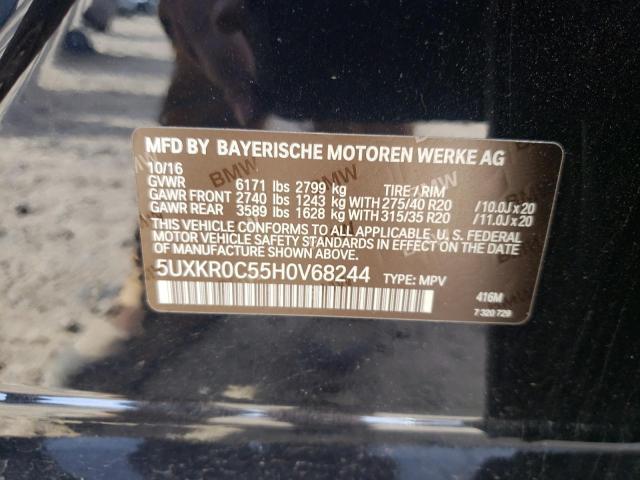 MFD BY BAYERISCHE MOTOREN WERKE AG
10/16
GVWR 6171 lbs 2799 kg TIRE / RIM
GAWR FRONT 2740 lbs 1243 kg WITH 275/40 R20 /10.0J x 20
GAWR REAR 3589 lbs 1628 kg WITH 315/35 R20 /11.0J x 20
THIS VEHICLE CONFORMS TO ALL APPLICABLE U. S. FEDERAL
MOTOR VEHICLE SAFETY STANDARDS IN EFFECT ON THE DATE
OF MANUFACTURE SHOWN ABOVE.
5UXKR0C55H0V68244 TYPE: MPV
416M
7 320 729